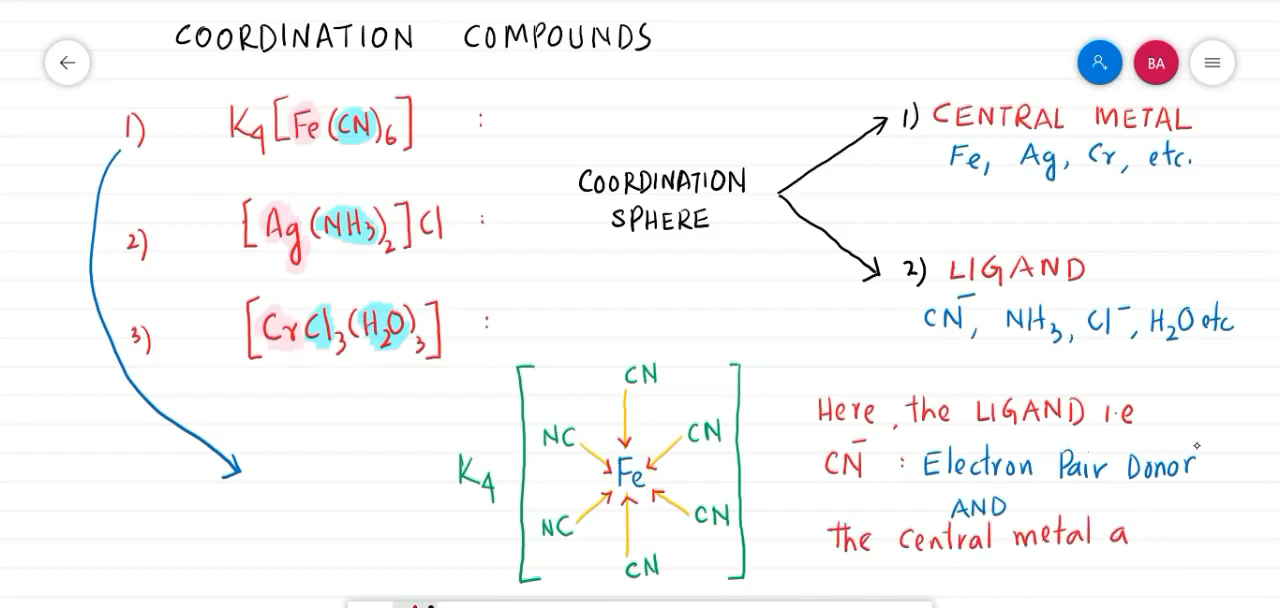 COORDINATION COMPOUNDS
BA
1) K4[Fe(CN)6] :
2) [Ag(NH3)2]Cl :
3) [CrCl3(H2O)3] :
COORDINATION
SPHERE
1) CENTRAL METAL
Fe, Ag, Cr, etc.
2) LIGAND
CN⁻, NH3, Cl⁻, H2O etc
K4
CN
NC CN
Fe
NC CN
CN
Here, the LIGAND i.e
CN⁻ : Electron Pair Donor
AND
the central metal a